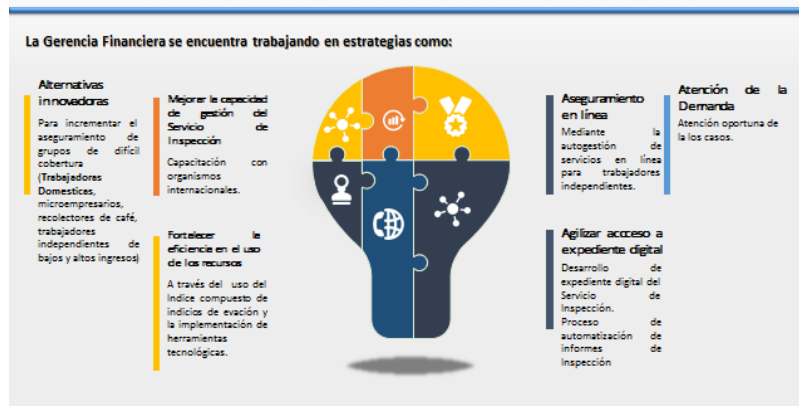 La Gerencia Financiera se encuentra trabajando en estrategias como:
Alternativas
innovadoras
Para incrementar el
aseguramiento de
grupos de difícil
cobertura
(Trabajadoras
Domesticas,
microempresarios,
recolectores de café,
trabajadores
independientes de
bajos y altos ingresos)
Mejorar la capacidad
de gestión del
Servicio de
Inspección
Capacitación con
organismos
internacionales.
Fortalecer la
eficiencia en el uso
de los recursos
A través del uso del
Indice compuesto de
indicios de evación y
la implementación de
herramientas
tecnológicas.
Aseguramiento
en línea
Mediante la
autogestión de
servicios en línea
para trabajadores
independientes.
Atención de la
Demanda
Atención oportuna de
la los casos.
Agilizar acceso a
expediente digital
Desarrollo de
expediente digital del
Servicio de
Inspección.
Proceso de
automatización de
informes de
Inspección